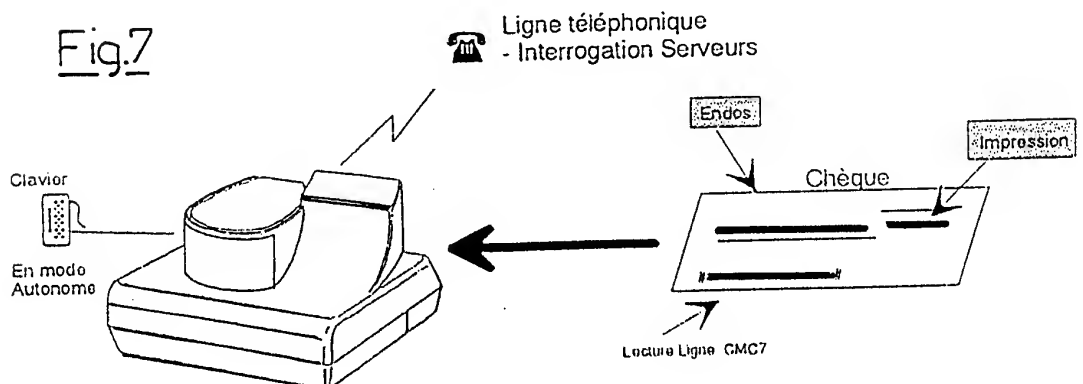 Fig.7
Ligne téléphonique
- Interrogation Serveurs
Endos
Impression
Chèque
Clavier
En mode
Autonome
Lecture Ligne CMC7